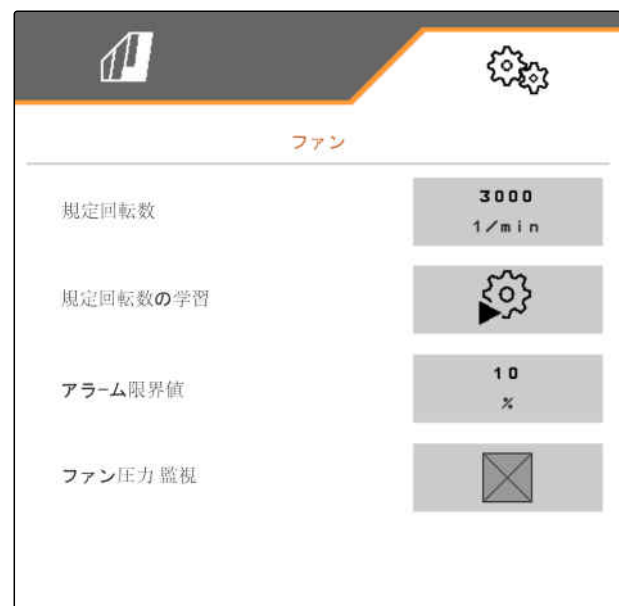 ファン
規定回転数
3000
1/min
規定回転数の学習
アラーム限界値
10
%
ファン圧力 監視